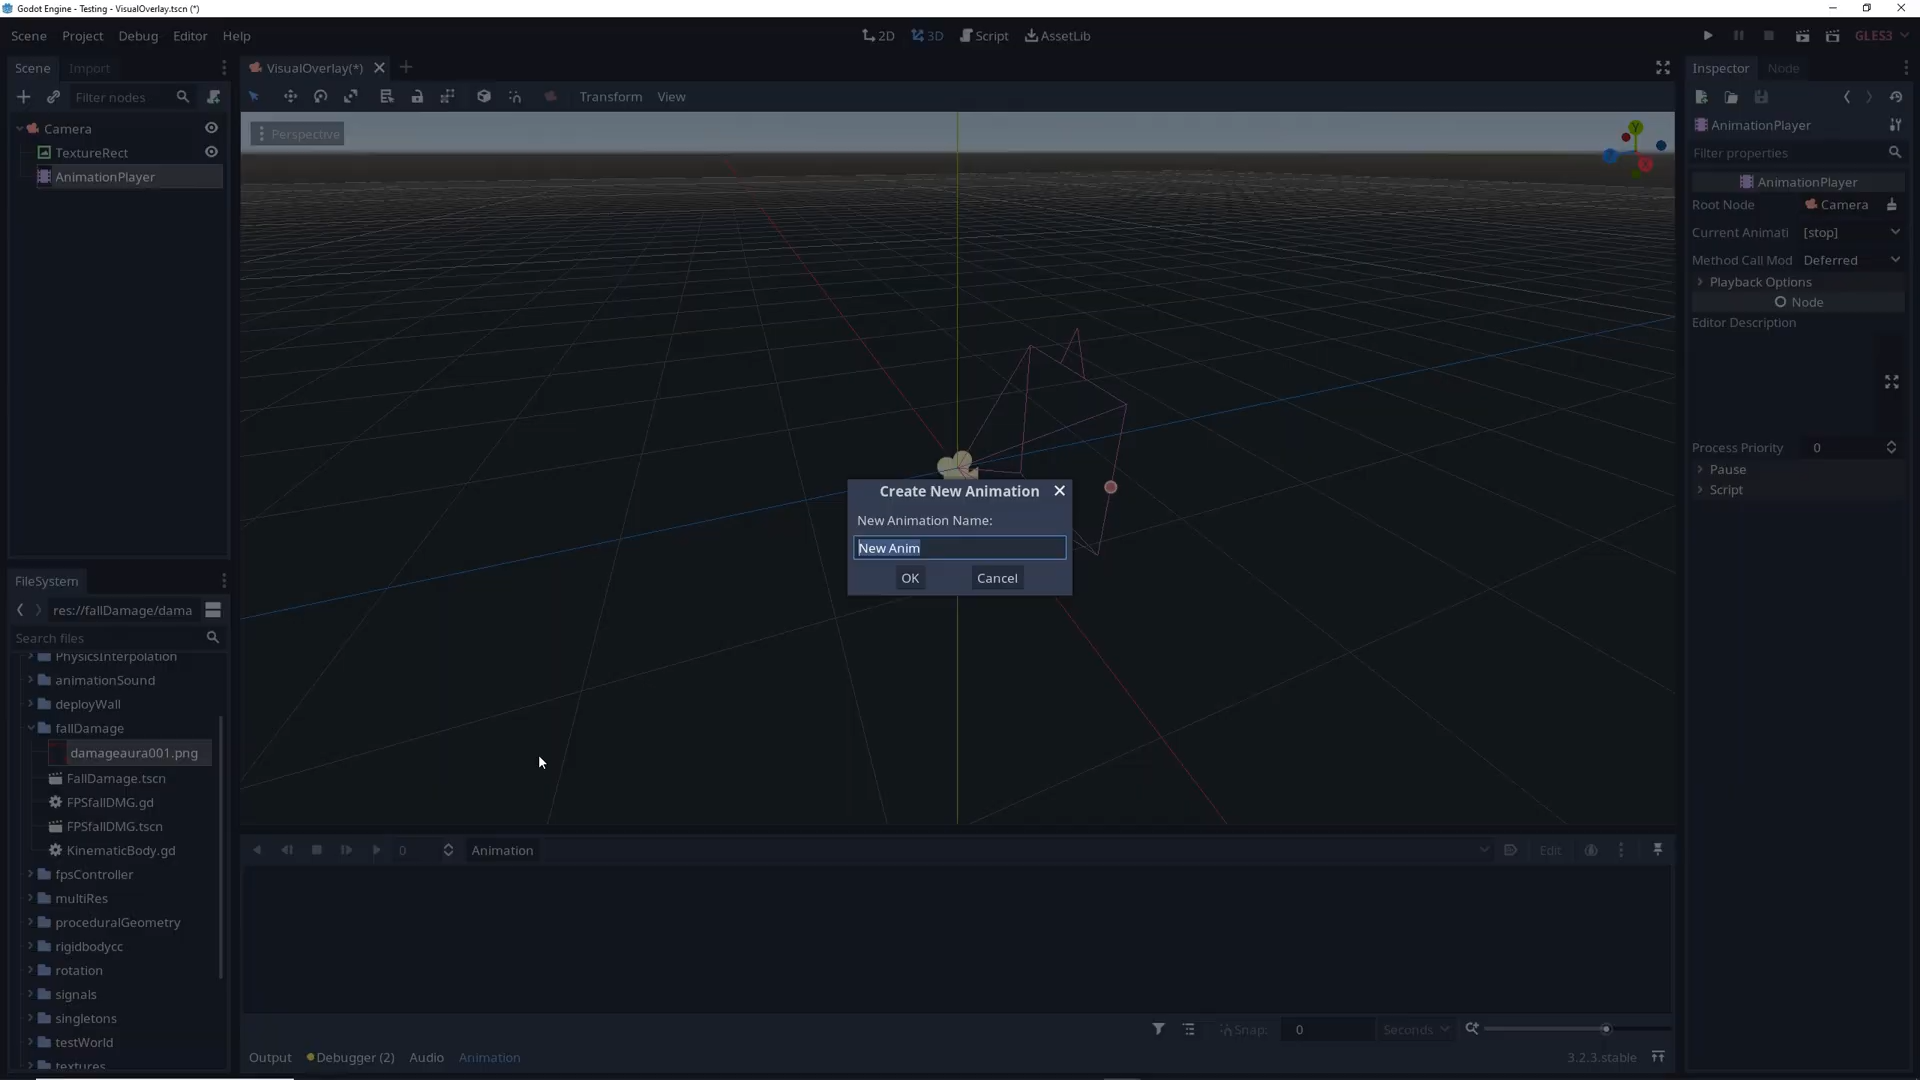 Godot Engine - Testing - VisualOverlay.tscn (*)
Scene Project Debug Editor Help
2D 3D Script AssetLib
GLES3
Scene Import
VisualOverlay(*)
Inspector Node
Filter nodes
Transform View
Camera
TextureRect
AnimationPlayer
Perspective
Y
X
AnimationPlayer
Filter properties
AnimationPlayer
Root Node Camera
Current Animati [stop]
Method Call Mod Deferred
Playback Options
Node
Editor Description
Process Priority 0
Pause
Script
Create New Animation
New Animation Name:
New Anim
OK Cancel
FileSystem
res://fallDamage/dama
Search files
PhysicsInterpolation
animationSound
deployWall
fallDamage
damageaura001.png
FallDamage.tscn
FPSfallDMG.gd
FPSfallDMG.tscn
KinematicBody.gd
fpsController
multiRes
proceduralGeometry
rigidbodycc
rotation
signals
singletons
testWorld
textures
0 Animation Edit
Snap: 0 Seconds
Output Debugger (2) Audio Animation
3.2.3.stable